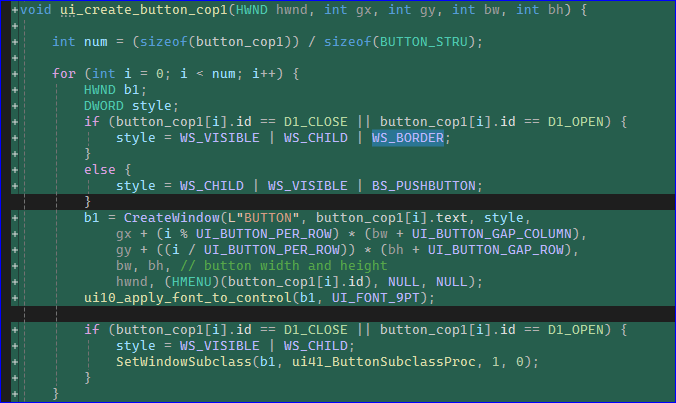 +void ui_create_button_cop1(HWND hwnd, int gx, int gy, int bw, int bh) {
+
+    int num = (sizeof(button_cop1)) / sizeof(BUTTON_STRU);
+
+    for (int i = 0; i < num; i++) {
+        HWND b1;
+        DWORD style;
+        if (button_cop1[i].id == D1_CLOSE || button_cop1[i].id == D1_OPEN) {
+            style = WS_VISIBLE | WS_CHILD | WS_BORDER;
+        }
+        else {
+            style = WS_CHILD | WS_VISIBLE | BS_PUSHBUTTON;
        }
+        b1 = CreateWindow(L"BUTTON", button_cop1[i].text, style,
+            gx + (i % UI_BUTTON_PER_ROW) * (bw + UI_BUTTON_GAP_COLUMN),
+            gy + ((i / UI_BUTTON_PER_ROW)) * (bh + UI_BUTTON_GAP_ROW),
+            bw, bh, // button width and height
+            hwnd, (HMENU)(button_cop1[i].id), NULL, NULL);
+        ui10_apply_font_to_control(b1, UI_FONT_9PT);

+        if (button_cop1[i].id == D1_CLOSE || button_cop1[i].id == D1_OPEN) {
+            style = WS_VISIBLE | WS_CHILD;
+            SetWindowSubclass(b1, ui41_ButtonSubclassProc, 1, 0);
+        }
+    }